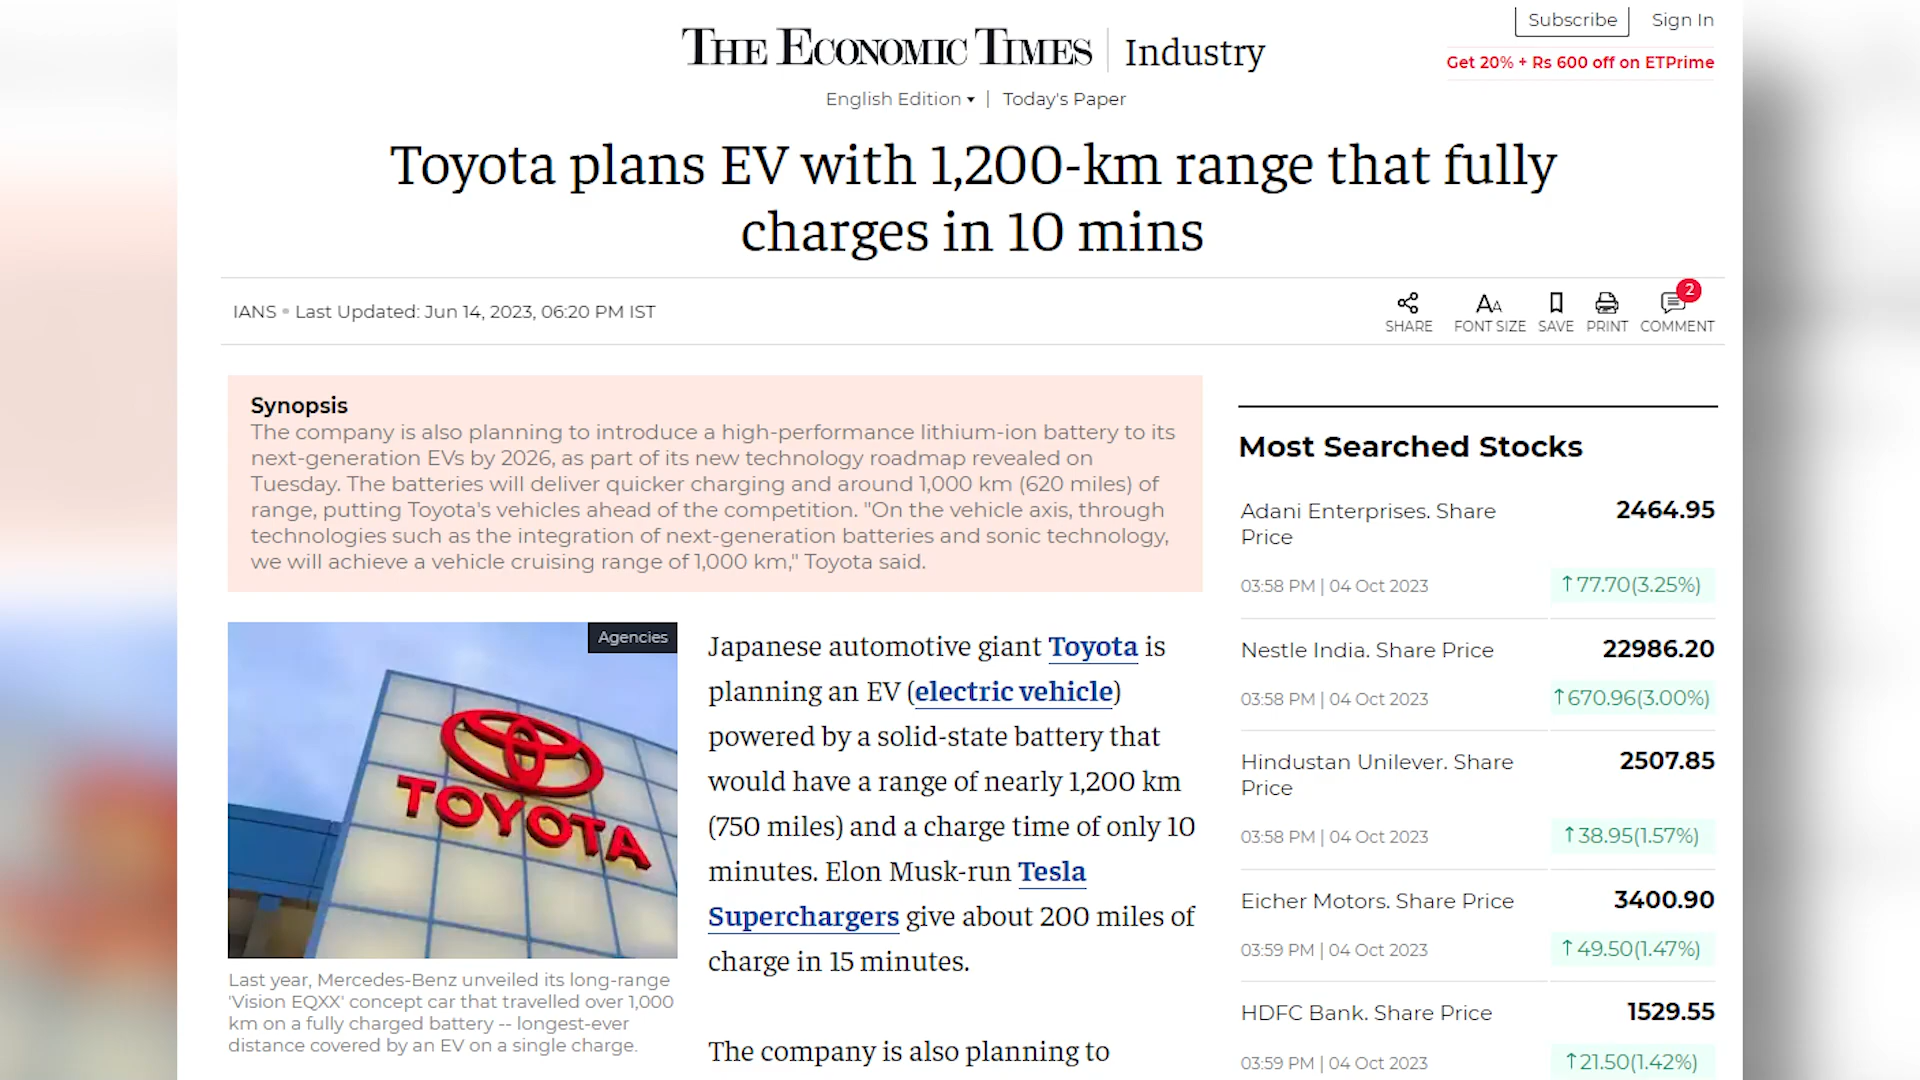 THE ECONOMIC TIMES | Industry
Subscribe Sign In
Get 20% + Rs 600 off on ETPrime
English Edition ▾ | Today's Paper
Toyota plans EV with 1,200-km range that fully
charges in 10 mins
IANS • Last Updated: Jun 14, 2023, 06:20 PM IST
SHARE
AA FONT SIZE
SAVE
PRINT
2 COMMENT
Synopsis
The company is also planning to introduce a high-performance lithium-ion battery to its
next-generation EVs by 2026, as part of its new technology roadmap revealed on
Tuesday. The batteries will deliver quicker charging and around 1,000 km (620 miles) of
range, putting Toyota's vehicles ahead of the competition. "On the vehicle axis, through
technologies such as the integration of next-generation batteries and sonic technology,
we will achieve a vehicle cruising range of 1,000 km," Toyota said.
Agencies
TOYOTA
Last year, Mercedes-Benz unveiled its long-range
'Vision EQXX' concept car that travelled over 1,000
km on a fully charged battery -- longest-ever
distance covered by an EV on a single charge.
Japanese automotive giant Toyota is
planning an EV (electric vehicle)
powered by a solid-state battery that
would have a range of nearly 1,200 km
(750 miles) and a charge time of only 10
minutes. Elon Musk-run Tesla
Superchargers give about 200 miles of
charge in 15 minutes.
The company is also planning to
Most Searched Stocks
Adani Enterprises. Share
Price
2464.95
03:58 PM | 04 Oct 2023
↑77.70(3.25%)
Nestle India. Share Price
22986.20
03:58 PM | 04 Oct 2023
↑670.96(3.00%)
Hindustan Unilever. Share
Price
2507.85
03:58 PM | 04 Oct 2023
↑38.95(1.57%)
Eicher Motors. Share Price
3400.90
03:59 PM | 04 Oct 2023
↑49.50(1.47%)
HDFC Bank. Share Price
1529.55
03:59 PM | 04 Oct 2023
↑21.50(1.42%)